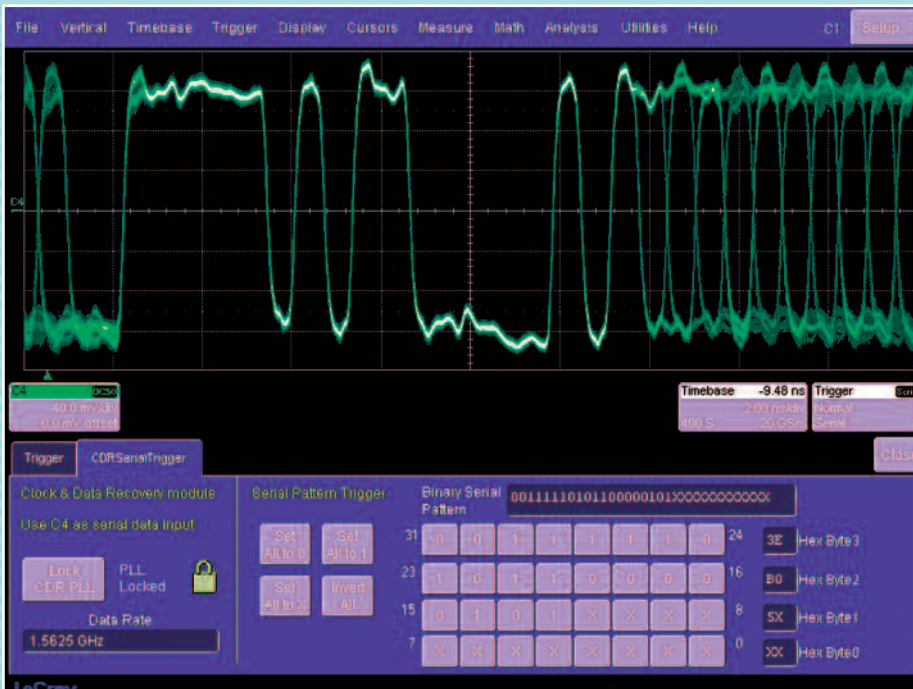 File Vertical Timebase Trigger Display Cursors Measure Math Analysis Utilities Help C1 Setup...
C4
C4 DC50
40.0 mV/div
0.0 mV offset
Timebase -9.48 ns
2.00 ns/div
400 S 20 GS/s
Trigger
Normal
Serial
Trigger CDRSerialTrigger Close
Clock & Data Recovery module
Use C4 as serial data input
Lock CDR PLL
PLL Locked
Data Rate
1.5625 GHz
Serial Pattern Trigger
Set All to 0
Set All to 1
Set All to X
Invert All
Binary Serial Pattern
31 0 0 1 1 1 1 1 0 24 3E Hex Byte3
23 1 0 1 1 0 0 0 0 16 B0 Hex Byte2
15 0 1 0 1 X X X X 8 5X Hex Byte1
7 X X X X X X X X 0 XX Hex Byte0
LeCroy